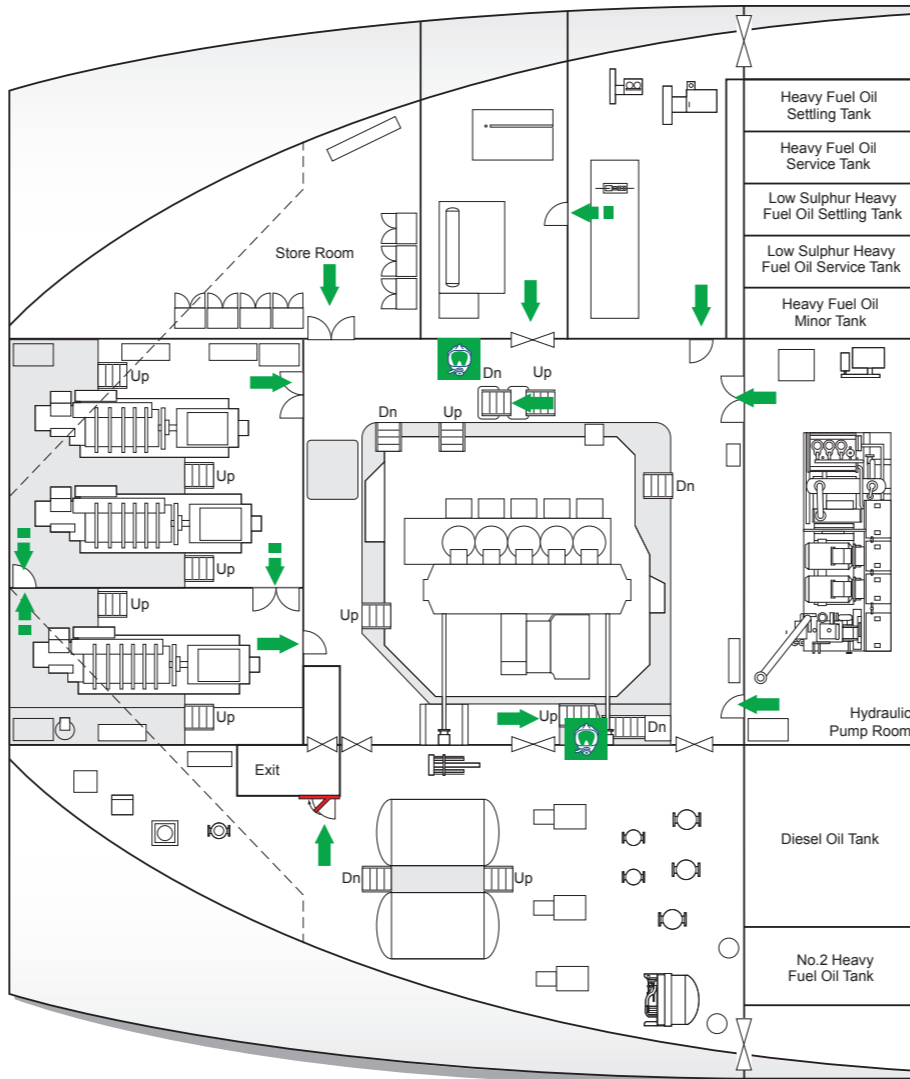 Heavy Fuel Oil
Settling Tank
Heavy Fuel Oil
Service Tank
Low Sulphur Heavy
Fuel Oil Settling Tank
Low Sulphur Heavy
Fuel Oil Service Tank
Heavy Fuel Oil
Minor Tank
Store Room
Up
Dn
Up
Dn
Up
Up
Dn
Up
Up
Up
Up
Up
Dn
Hydraulic
Pump Room
Exit
Dn
Up
Diesel Oil Tank
No.2 Heavy
Fuel Oil Tank